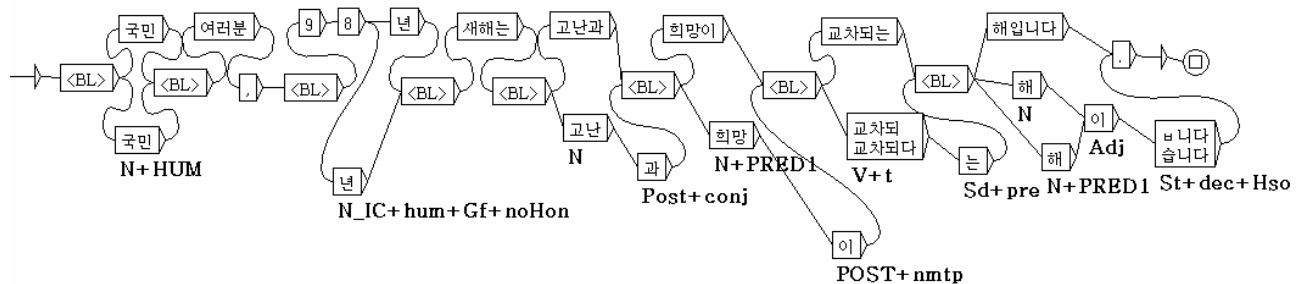 국민 여러분 9 8 년 새해는 고난과 희망이 교차되는 해입니다 .
<BL> <BL> , <BL> <BL> <BL> <BL> <BL> <BL>
국민 고난 희망 교차되 해 이 ㅂ니다
N+HUM N 과 N+PRED1 교차되다 는 N Adj 습니다
년 Post+conj V+t Sd+pre 해 N+PRED1 St+dec+Hso
N_IC+hum+Gf+noHon
이
POST+nmtp